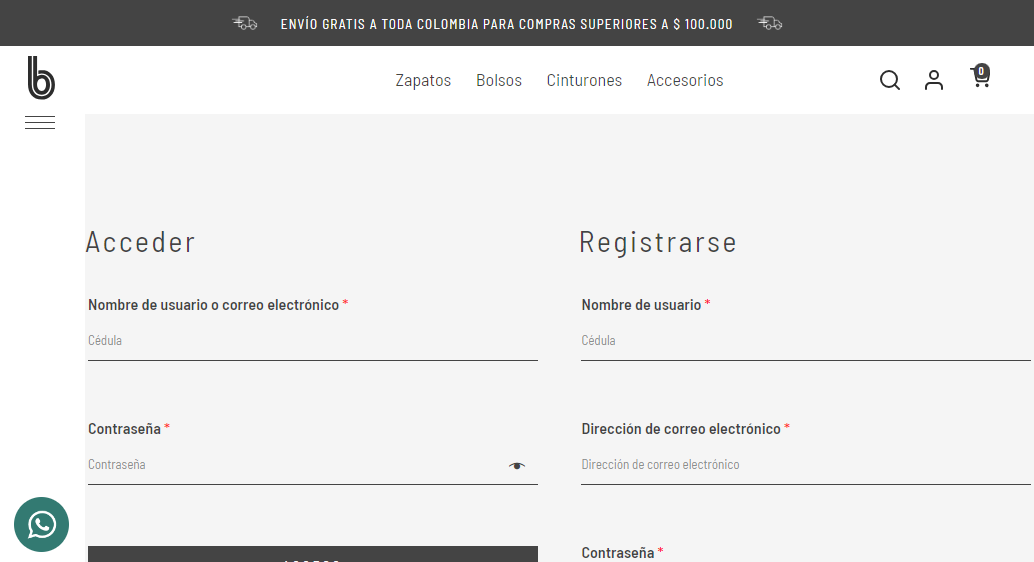 ENVÍO GRATIS A TODA COLOMBIA PARA COMPRAS SUPERIORES A $ 100.000
b
Zapatos Bolsos Cinturones Accesorios
0
Acceder
Nombre de usuario o correo electrónico *
Cédula
Contraseña *
Contraseña
Registrarse
Nombre de usuario *
Cédula
Dirección de correo electrónico *
Dirección de correo electrónico
Contraseña *